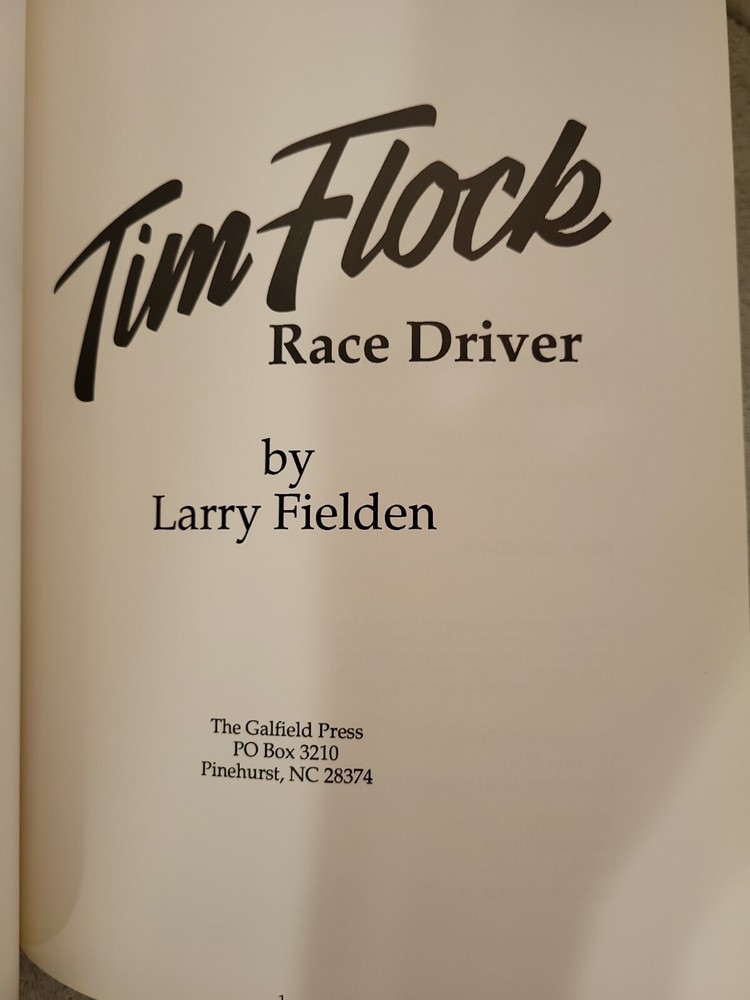 Tim Flock
Race Driver
by
Larry Fielden
The Galfield Press
PO Box 3210
Pinehurst, NC 28374